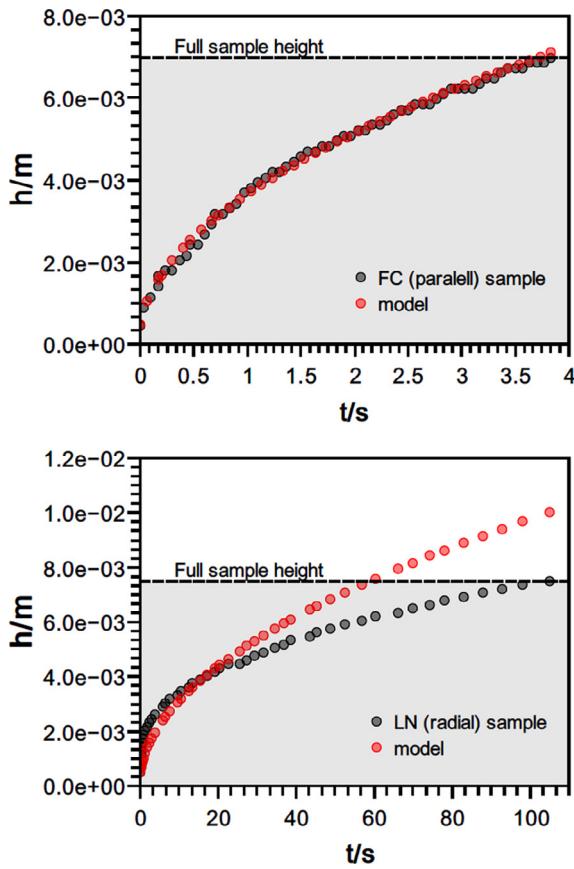 8.0e−03
Full sample height
6.0e−03
h/m
4.0e−03
2.0e−03
FC (paralell) sample
model
0.0e+00
0 0.5 1 1.5 2 2.5 3 3.5 4
t/s
1.2e−02
1.0e−02
8.0e−03
Full sample height
h/m
6.0e−03
4.0e−03
LN (radial) sample
2.0e−03
model
0.0e+00
0 20 40 60 80 100
t/s